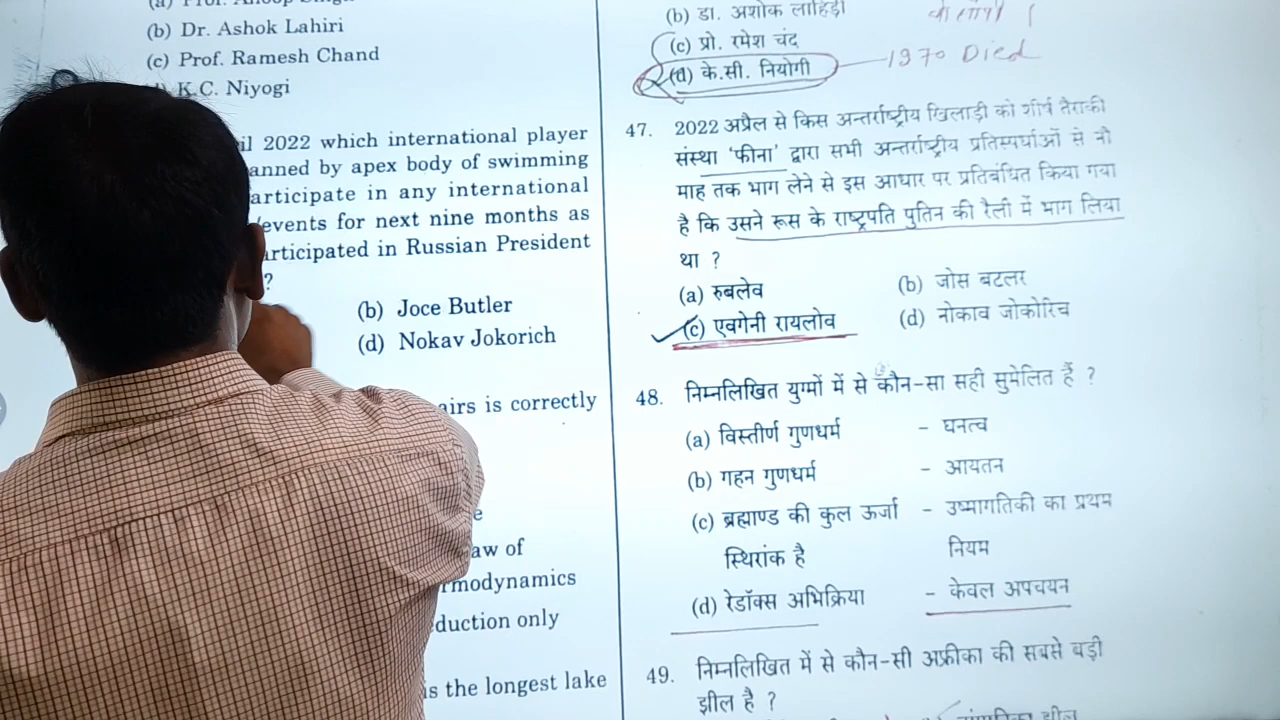 (b) Dr. Ashok Lahiri
(c) Prof. Ramesh Chand
K.C. Niyogi
il 2022 which international player
anned by apex body of swimming
articipate in any international
/events for next nine months as
articipated in Russian President
?
(b) Joce Butler
(d) Nokav Jokorich
airs is correctly
e
aw of
rmodynamics
duction only
is the longest lake
(b) डा. अशोक लाहिड़ी
(c) प्रो. रमेश चंद
(d) के.सी. नियोगी
1970 Died
47. 2022 अप्रैल से किस अन्तर्राष्ट्रीय खिलाड़ी को शीर्ष तैराकी
संस्था 'फीना' द्वारा सभी अन्तर्राष्ट्रीय प्रतिस्पर्धाओं से नौ
माह तक भाग लेने से इस आधार पर प्रतिबंधित किया गया
है कि उसने रूस के राष्ट्रपति पुतिन की रैली में भाग लिया
था ?
(a) रुबलेव (b) जोस बटलर
(c) एवगेनी रायलोव (d) नोकाव जोकोरिच
48. निम्नलिखित युग्मों में से कौन-सा सही सुमेलित है ?
(a) विस्तीर्ण गुणधर्म - घनत्व
(b) गहन गुणधर्म - आयतन
(c) ब्रह्माण्ड की कुल ऊर्जा - उष्मागतिकी का प्रथम
स्थिरांक है नियम
(d) रेडॉक्स अभिक्रिया - केवल अपचयन
49. निम्नलिखित में से कौन-सी अफ्रीका की सबसे बड़ी
झील है ?